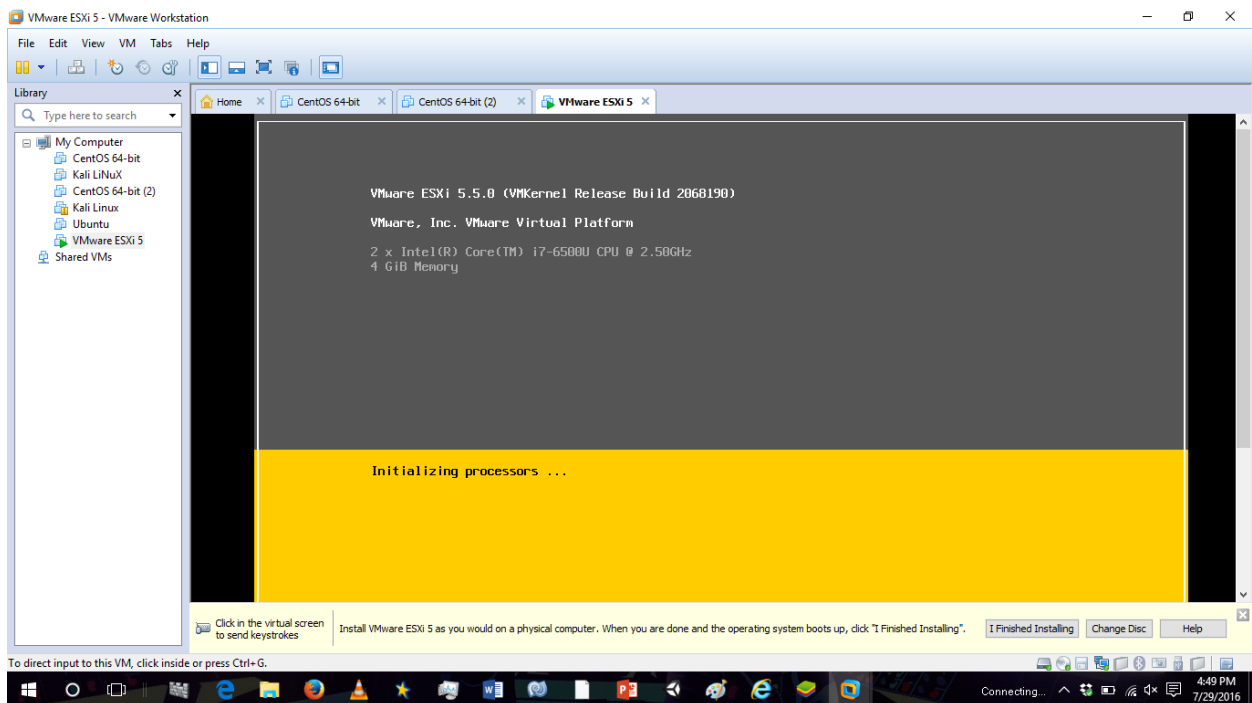 VMware ESXi 5 - VMware Workstation
File Edit View VM Tabs Help
Library
Type here to search
My Computer
CentOS 64-bit
Kali LiNuX
CentOS 64-bit (2)
Kali Linux
Ubuntu
VMware ESXi 5
Shared VMs
Home CentOS 64-bit CentOS 64-bit (2) VMware ESXi 5
VMware ESXi 5.5.0 (VMKernel Release Build 2068190)
VMware, Inc. VMware Virtual Platform
2 x Intel(R) Core(TM) i7-6500U CPU @ 2.50GHz
4 GiB Memory
Initializing processors ...
Click in the virtual screen
to send keystrokes
Install VMware ESXi 5 as you would on a physical computer. When you are done and the operating system boots up, click "I Finished Installing".
I Finished Installing Change Disc Help
To direct input to this VM, click inside or press Ctrl+G.
Connecting...
4:49 PM
7/29/2016